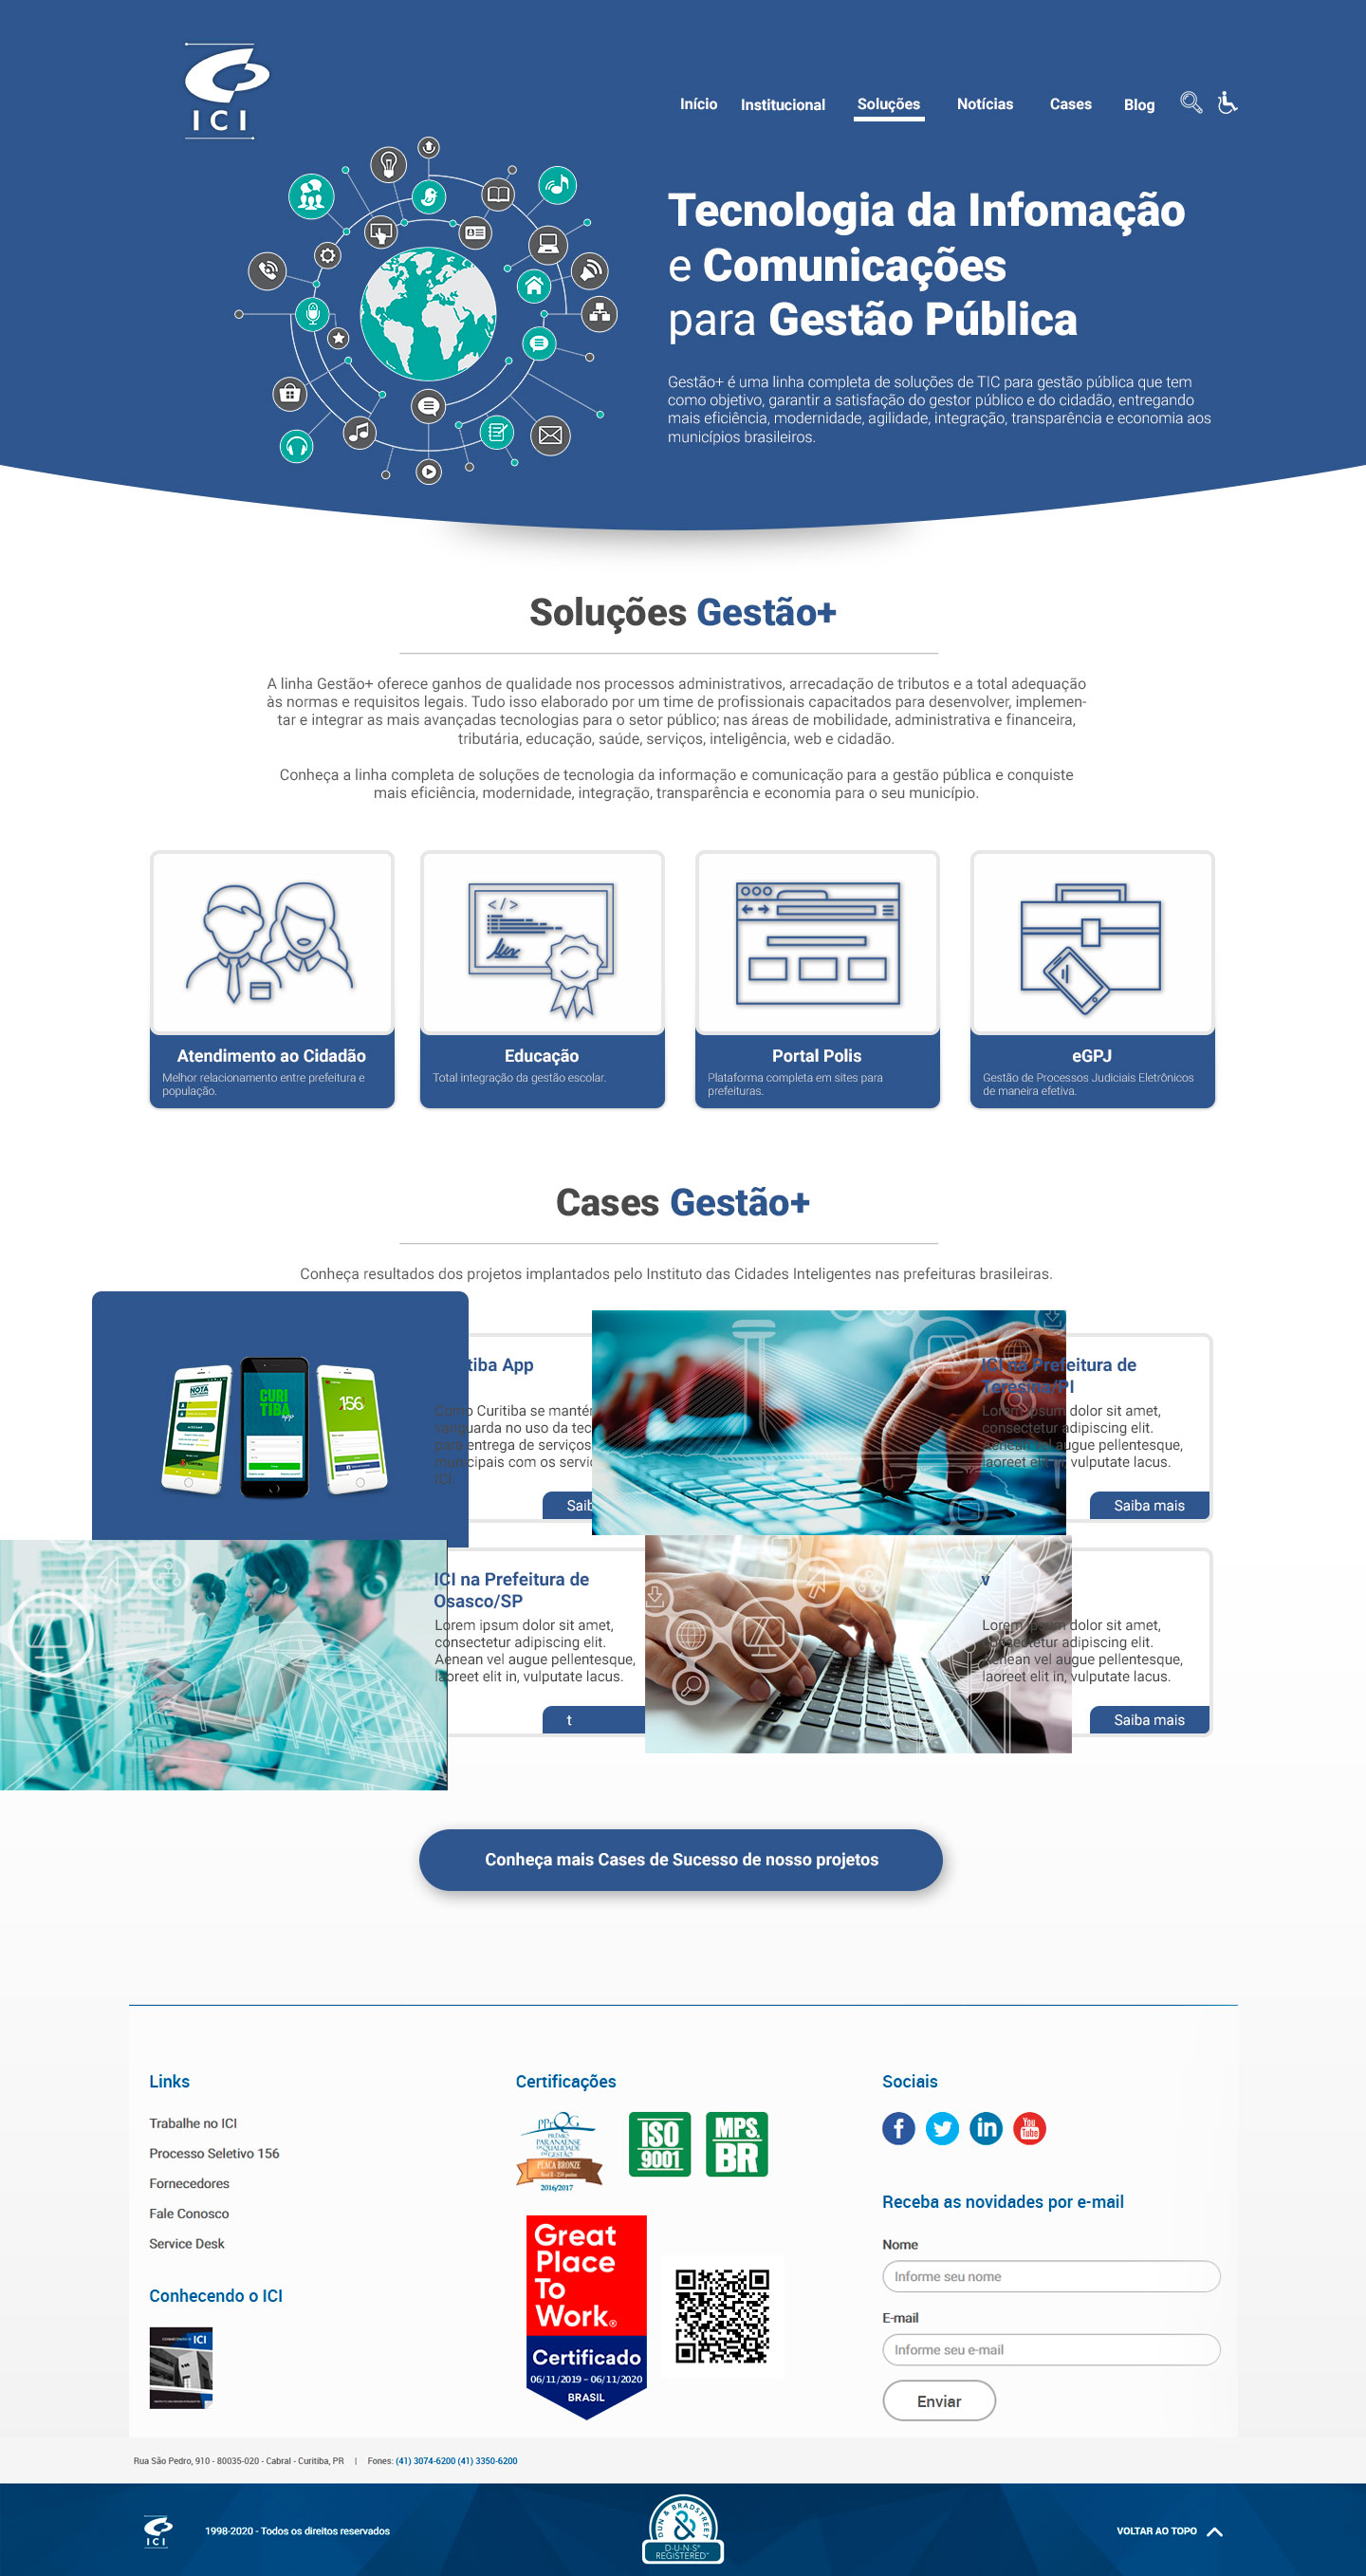 ICI
Início Institucional Soluções Notícias Cases Blog
Tecnologia da Infomação
e Comunicações
para Gestão Pública
Gestão+ é uma linha completa de soluções de TIC para gestão pública que tem
como objetivo, garantir a satisfação do gestor público e do cidadão, entregando
mais eficiência, modernidade, agilidade, integração, transparência e economia aos
municípios brasileiros.
Soluções Gestão+
A linha Gestão+ oferece ganhos de qualidade nos processos administrativos, arrecadação de tributos e a total adequação
às normas e requisitos legais. Tudo isso elaborado por um time de profissionais capacitados para desenvolver, implemen-
tar e integrar as mais avançadas tecnologias para o setor público; nas áreas de mobilidade, administrativa e financeira,
tributária, educação, saúde, serviços, inteligência, web e cidadão.
Conheça a linha completa de soluções de tecnologia da informação e comunicação para a gestão pública e conquiste
mais eficiência, modernidade, integração, transparência e economia para o seu município.
Atendimento ao Cidadão
Melhor relacionamento entre prefeitura e
população.
</>
Educação
Total integração da gestão escolar.
Portal Polis
Plataforma completa em sites para
prefeituras.
eGPJ
Gestão de Processos Judiciais Eletrônicos
de maneira efetiva.
Cases Gestão+
Conheça resultados dos projetos implantados pelo Instituto das Cidades Inteligentes nas prefeituras brasileiras.
NOTA
CURI
TIBA
app
156
tiba App
Como Curitiba se mantém
vanguarda no uso da tec
para entrega de serviços
municipais com os servi
ICI.
Saib
ICI na Prefeitura de
Teresina/PI
Lorem ipsum dolor sit amet,
consectetur adipiscing elit.
Aenean vel augue pellentesque,
laoreet elit in, vulputate lacus.
Saiba mais
ICI na Prefeitura de
Osasco/SP
Lorem ipsum dolor sit amet,
consectetur adipiscing elit.
Aenean vel augue pellentesque,
laoreet elit in, vulputate lacus.
t
v
Lorem ipsum dolor sit amet,
consectetur adipiscing elit.
Aenean vel augue pellentesque,
laoreet elit in, vulputate lacus.
Saiba mais
Conheça mais Cases de Sucesso de nosso projetos
Links
Trabalhe no ICI
Processo Seletivo 156
Fornecedores
Fale Conosco
Service Desk
Conhecendo o ICI
ICI
Certificações
PPrQG
PRÊMIO
PARANAENSE
DA QUALIDADE
EM GESTÃO
PLACA BRONZE
2016/2017
ISO
9001
MPS.
BR
Great
Place
To
Work®
Certificado
06/11/2019 - 06/11/2020
BRASIL
Sociais
f
in
You
Tube
Receba as novidades por e-mail
Nome
Informe seu nome
E-mail
Informe seu e-mail
Enviar
Rua São Pedro, 910 - 80035-020 - Cabral - Curitiba, PR | Fones: (41) 3074-6200 (41) 3350-6200
ICI
1998-2020 - Todos os direitos reservados
DUN & BRADSTREET
&
D-U-N-S®
REGISTERED™
VOLTAR AO TOPO